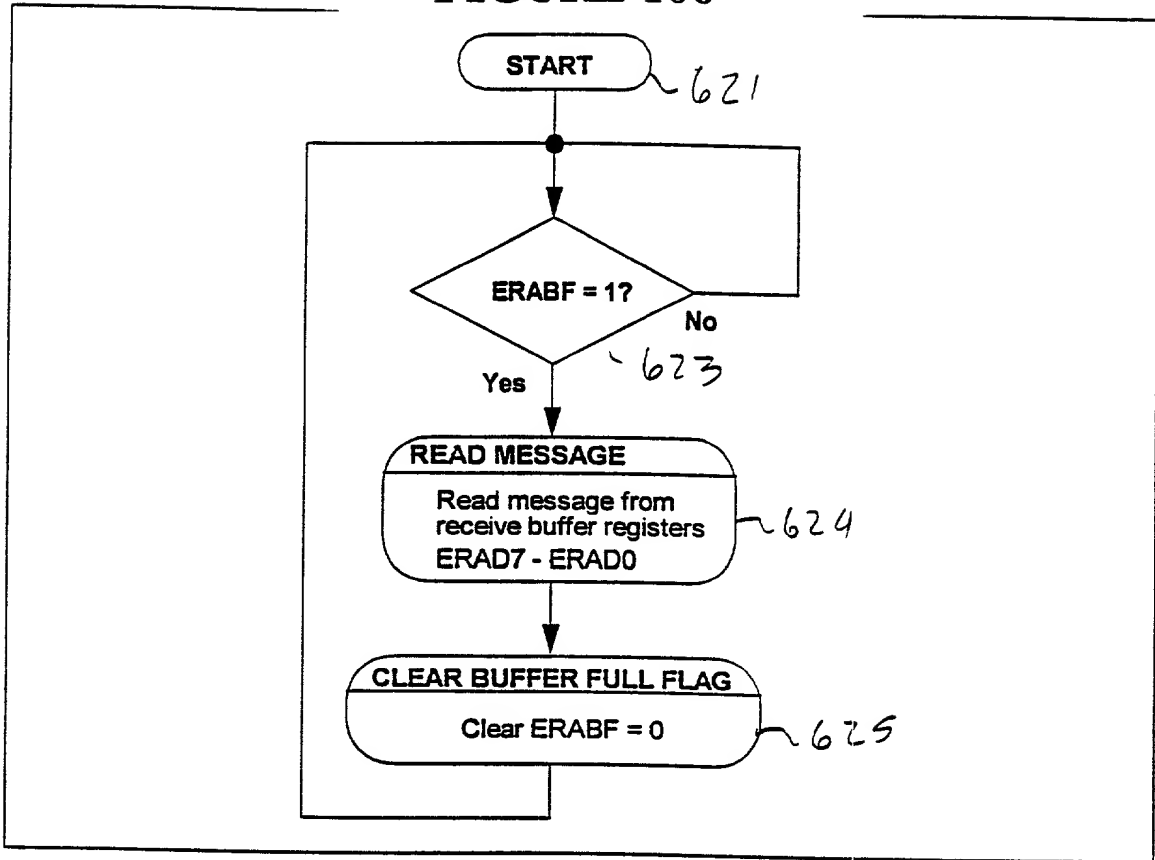 START
621
ERABF = 1?
No
623
Yes
READ MESSAGE
Read message from
receive buffer registers
ERAD7 - ERAD0
624
CLEAR BUFFER FULL FLAG
Clear ERABF = 0
625